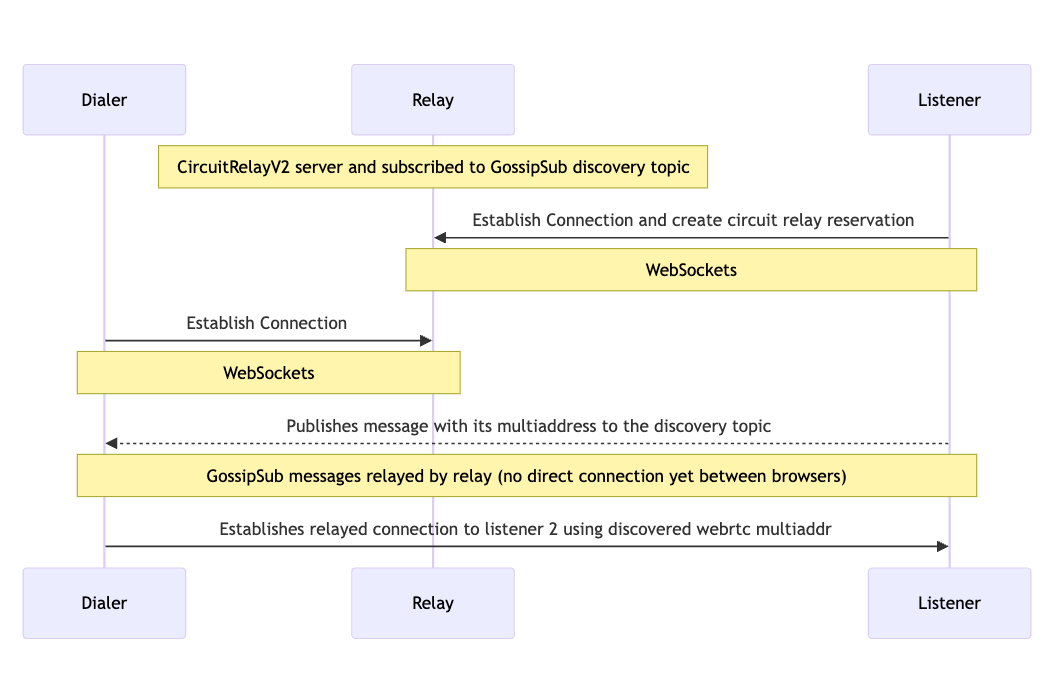 Dialer
Relay
Listener
CircuitRelayV2 server and subscribed to GossipSub discovery topic
Establish Connection and create circuit relay reservation
WebSockets
Establish Connection
WebSockets
Publishes message with its multiaddress to the discovery topic
GossipSub messages relayed by relay (no direct connection yet between browsers)
Establishes relayed connection to listener 2 using discovered webrtc multiaddr
Dialer
Relay
Listener